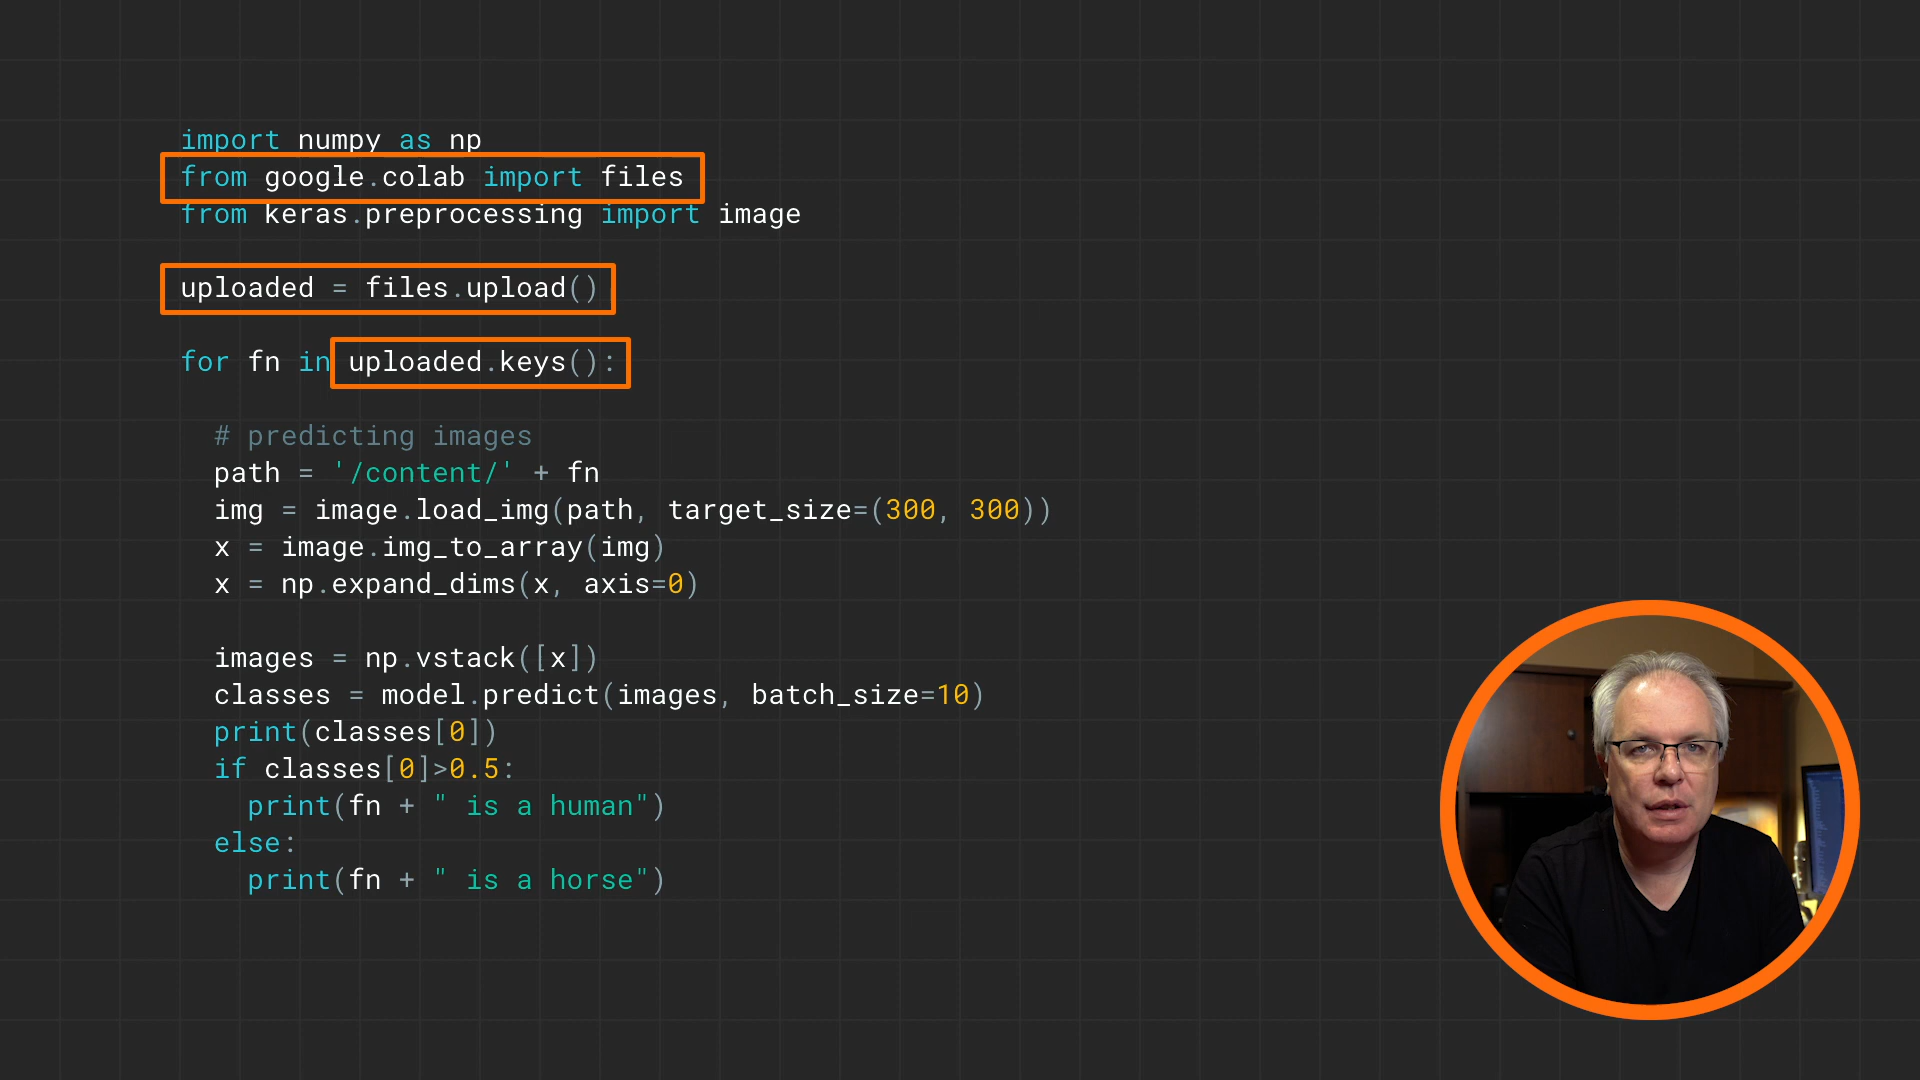 import numpy as np
from google.colab import files
from keras.preprocessing import image
uploaded = files.upload()
for fn in uploaded.keys():
# predicting images
path = '/content/' + fn
img = image.load_img(path, target_size=(300, 300))
x = image.img_to_array(img)
x = np.expand_dims(x, axis=0)
images = np.vstack([x])
classes = model.predict(images, batch_size=10)
print(classes[0])
if classes[0]>0.5:
print(fn + " is a human")
else:
print(fn + " is a horse")